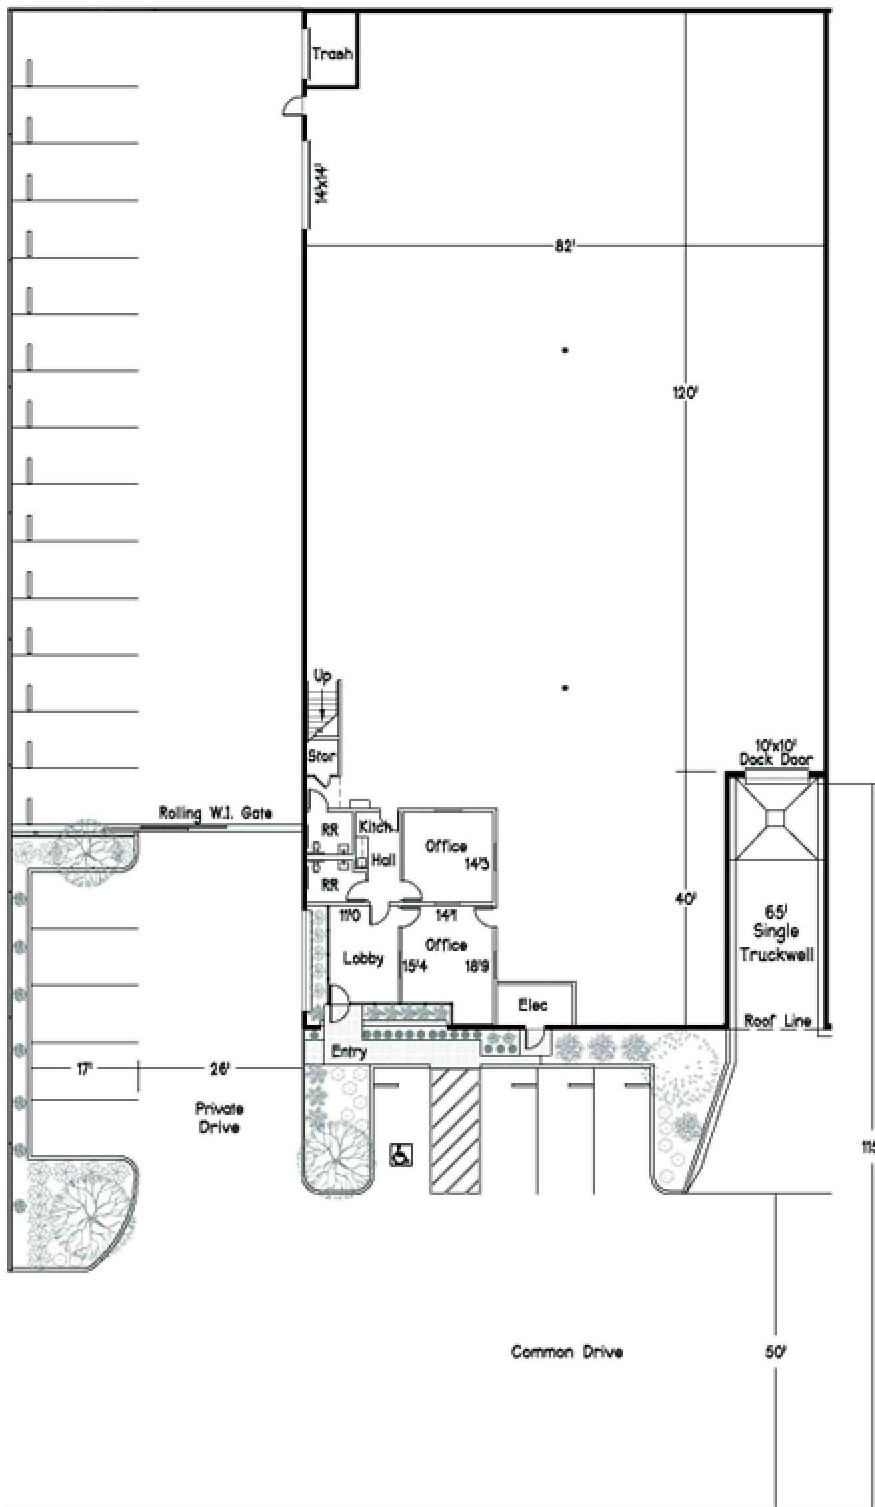 Trash
14'x14'
82'
120'
Up
Stor
10'x10'
Dock Door
Rolling W.I. Gate
RR
Kitch
Hall
Office
14'3
RR
11'0
14'1
40'
65'
Single
Truckwell
Lobby
Office
15'4
18'9
Elec
Roof Line
Entry
17'
26'
Private
Drive
Common Drive
50'